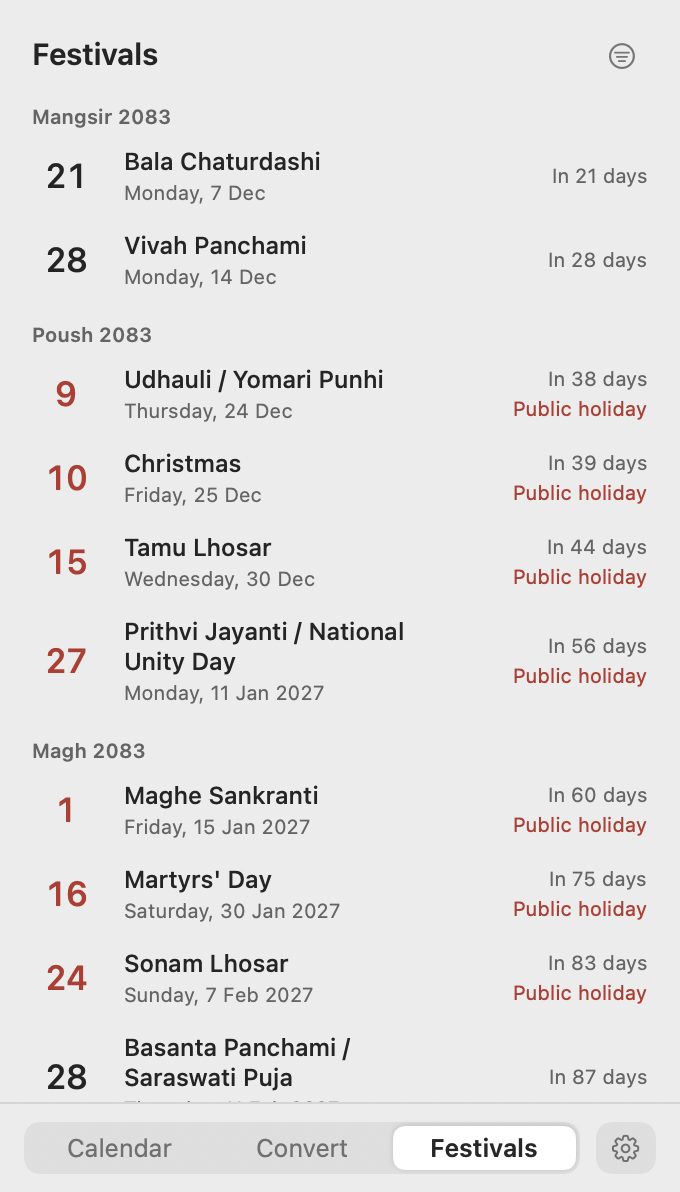 Festivals
Mangsir 2083
21
Bala Chaturdashi
Monday, 7 Dec
In 21 days
28
Vivah Panchami
Monday, 14 Dec
In 28 days
Poush 2083
9
Udhauli / Yomari Punhi
Thursday, 24 Dec
In 38 days
Public holiday
10
Christmas
Friday, 25 Dec
In 39 days
Public holiday
15
Tamu Lhosar
Wednesday, 30 Dec
In 44 days
Public holiday
27
Prithvi Jayanti / National
Unity Day
Monday, 11 Jan 2027
In 56 days
Public holiday
Magh 2083
1
Maghe Sankranti
Friday, 15 Jan 2027
In 60 days
Public holiday
16
Martyrs' Day
Saturday, 30 Jan 2027
In 75 days
Public holiday
24
Sonam Lhosar
Sunday, 7 Feb 2027
In 83 days
Public holiday
28
Basanta Panchami /
Saraswati Puja
In 87 days
Calendar
Convert
Festivals